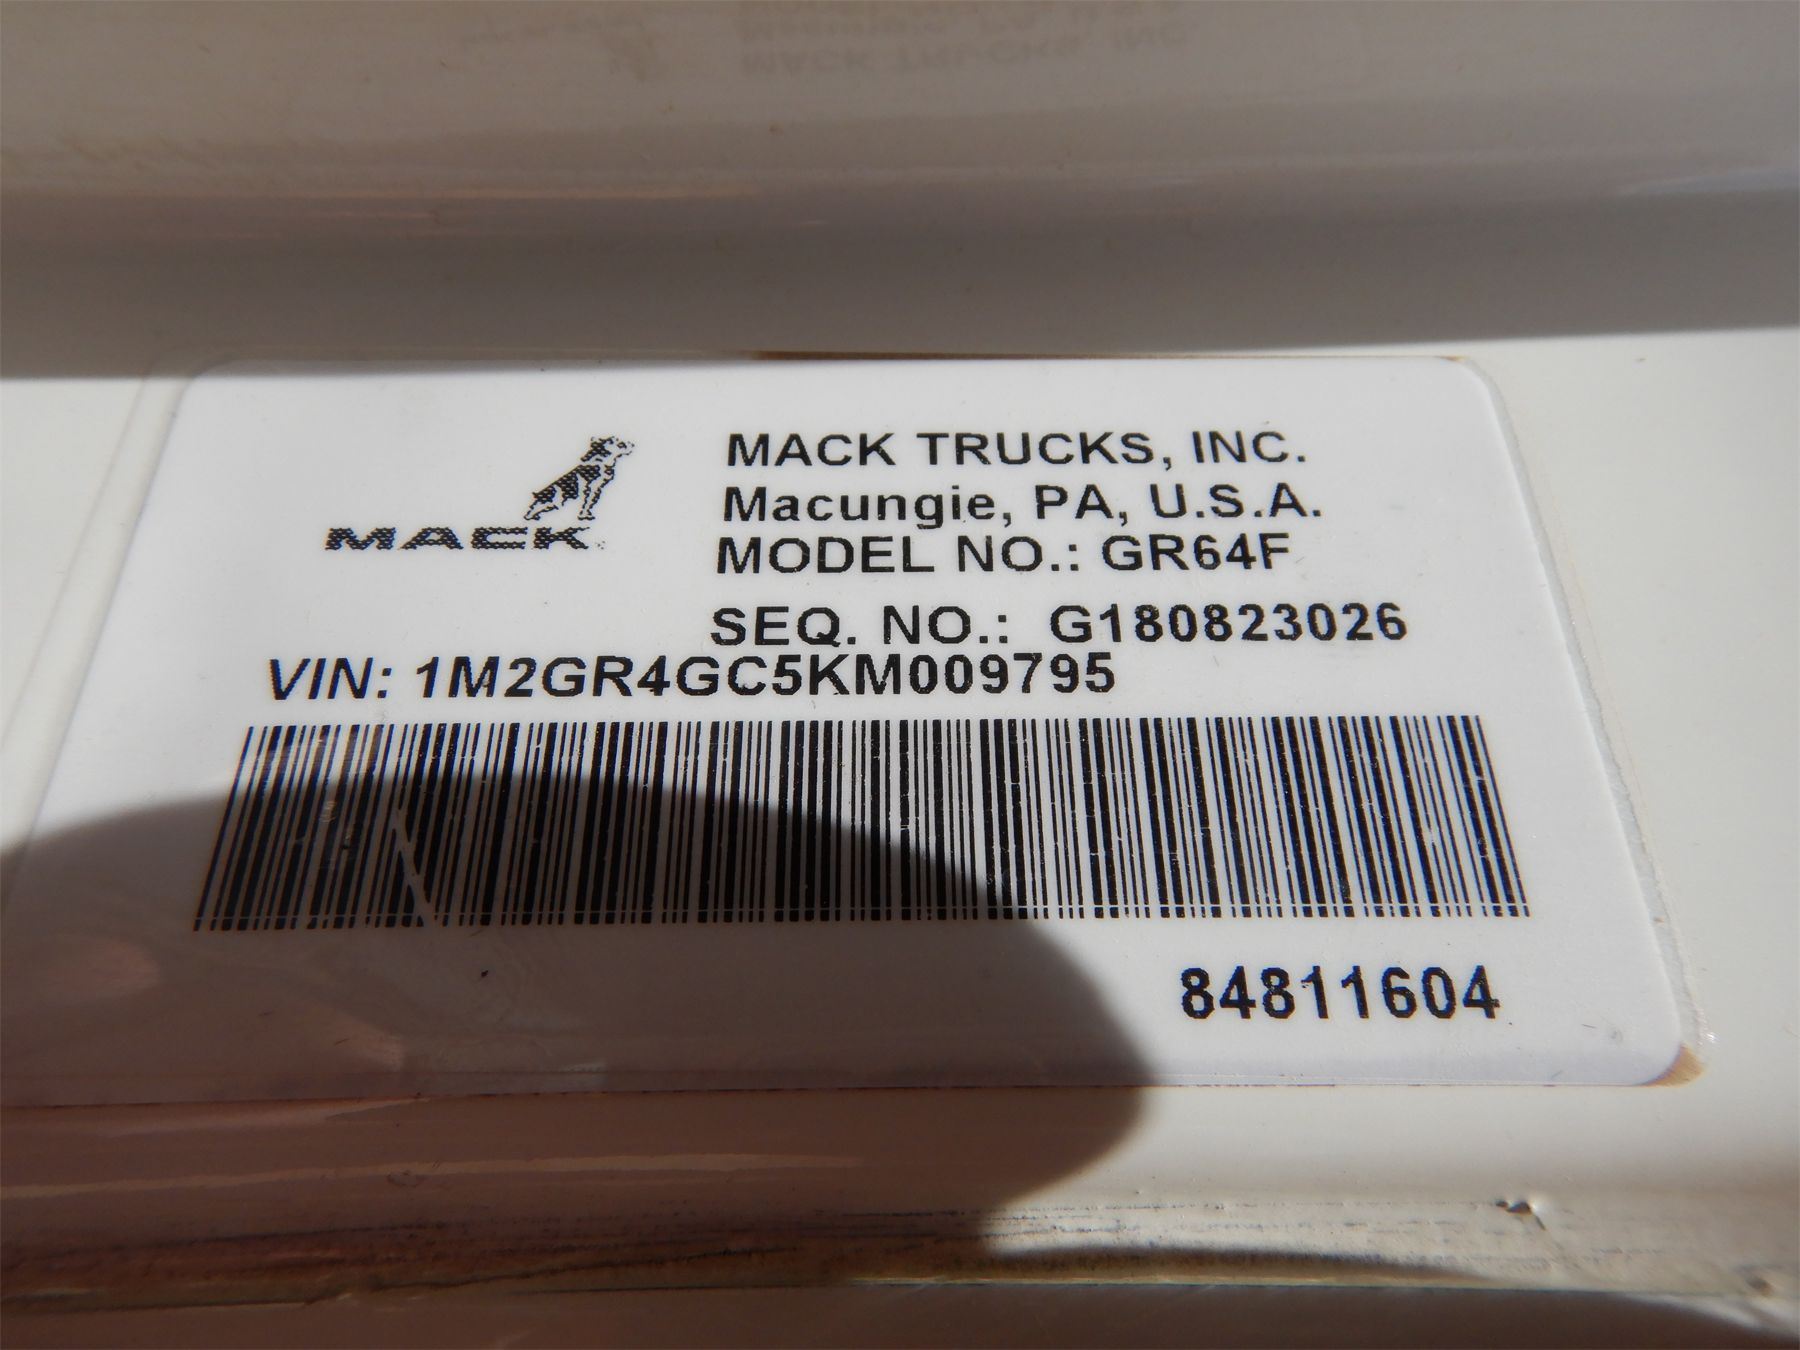 MACK
MACK TRUCKS, INC.
Macungie, PA, U.S.A.
MODEL NO.: GR64F
SEQ. NO.: G180823026
VIN: 1M2GR4GC5KM009795
84811604